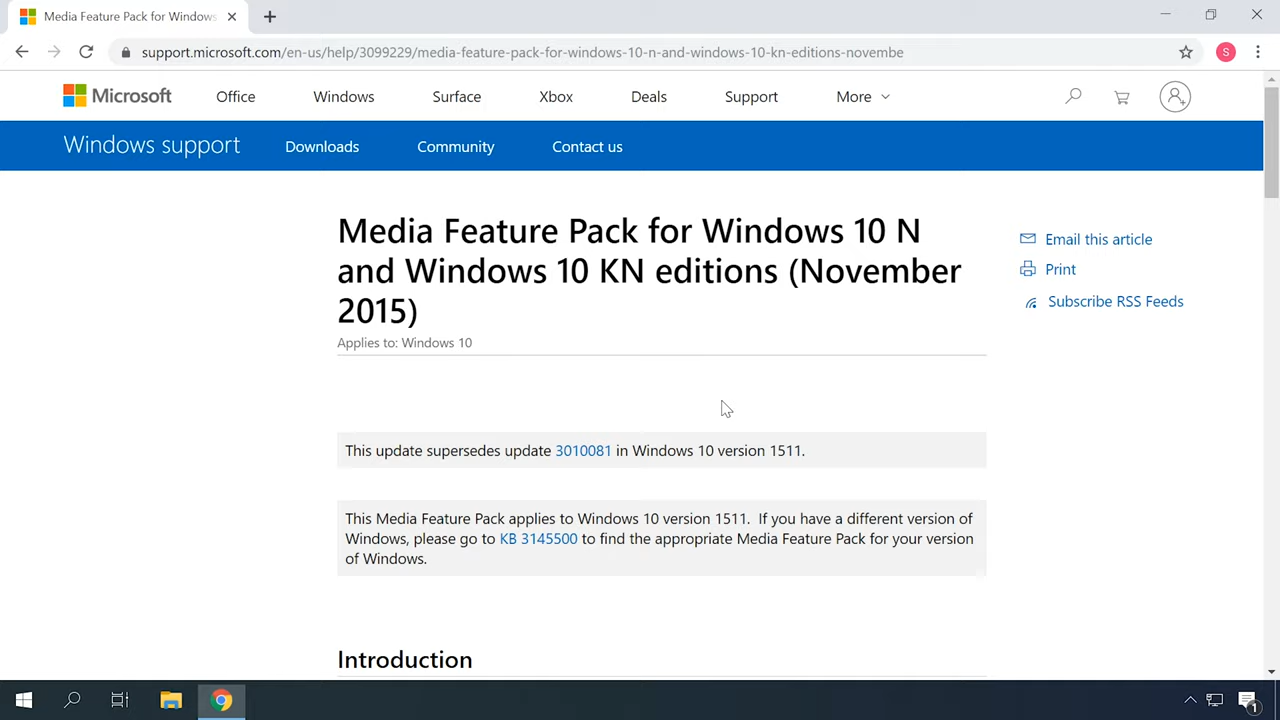 Media Feature Pack for Windows
support.microsoft.com/en-us/help/3099229/media-feature-pack-for-windows-10-n-and-windows-10-kn-editions-novembe
S
Microsoft
Office
Windows
Surface
Xbox
Deals
Support
More
Windows support
Downloads
Community
Contact us
Media Feature Pack for Windows 10 N
and Windows 10 KN editions (November
2015)
Applies to: Windows 10
Email this article
Print
Subscribe RSS Feeds
This update supersedes update 3010081 in Windows 10 version 1511.
This Media Feature Pack applies to Windows 10 version 1511.  If you have a different version of
Windows, please go to KB 3145500 to find the appropriate Media Feature Pack for your version
of Windows.
Introduction
1